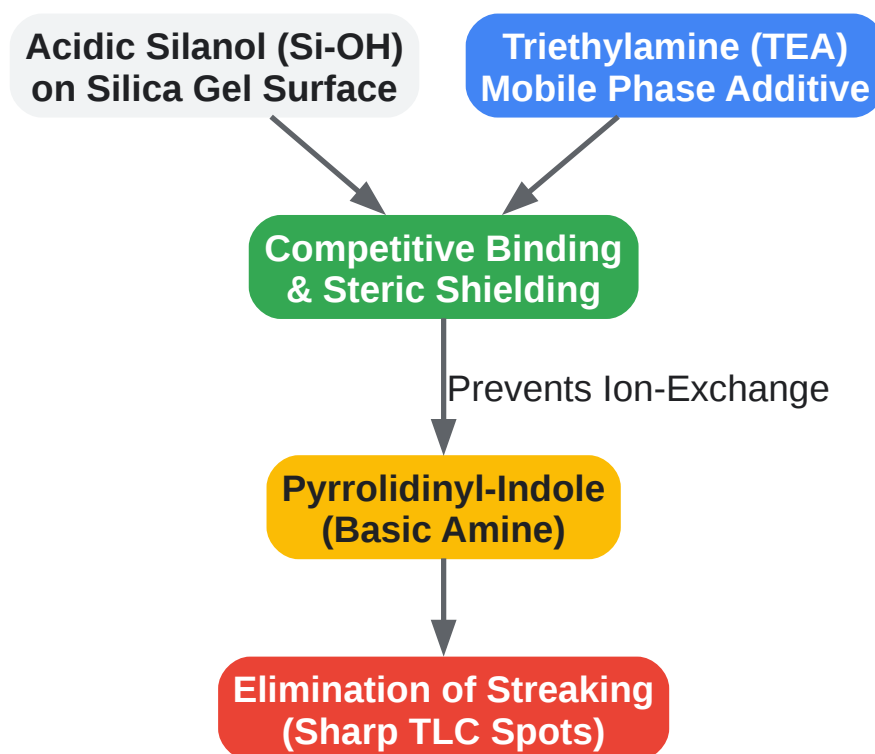 Acidic Silanol (Si-OH)
on Silica Gel Surface
Triethylamine (TEA)
Mobile Phase Additive
Competitive Binding
& Steric Shielding
Prevents Ion-Exchange
Pyrrolidinyl-Indole
(Basic Amine)
Elimination of Streaking
(Sharp TLC Spots)